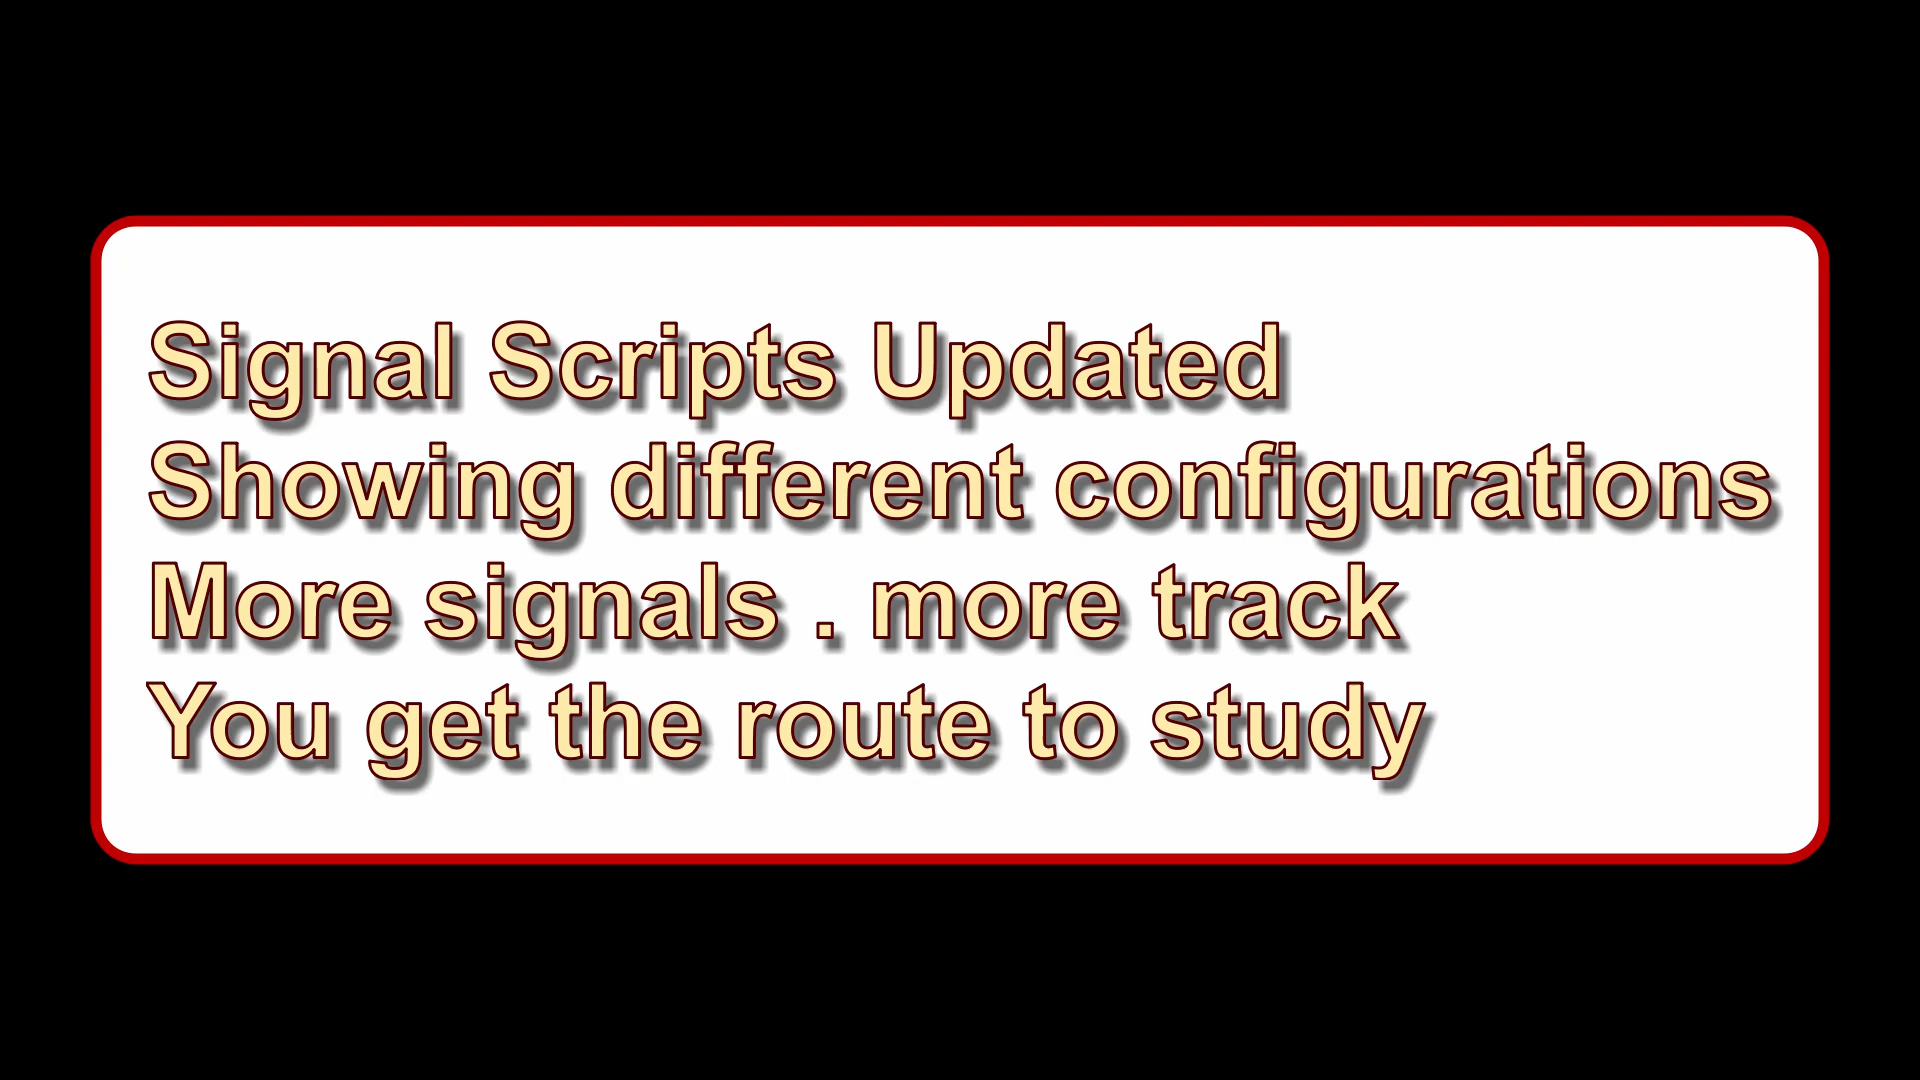 Signal Scripts Updated
Showing different configurations
More signals . more track
You get the route to study